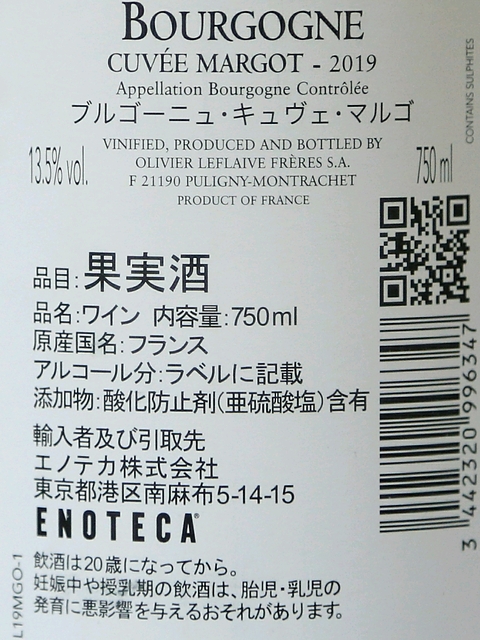 BOURGOGNE
CUVÉE MARGOT - 2019
Appellation Bourgogne Contrôlée
ブルゴーニュ・キュヴェ・マルゴ
VINIFIED, PRODUCED AND BOTTLED BY
OLIVIER LEFLAIVE FRÈRES S.A.
F 21190 PULIGNY-MONTRACHET
PRODUCT OF FRANCE
13.5% vol.
750 ml
CONTAINS SULPHITES
品目:果実酒
品名:ワイン 内容量:750ml
原産国名:フランス
アルコール分:ラベルに記載
添加物:酸化防止剤(亜硫酸塩)含有
輸入者及び引取先
エノテカ株式会社
東京都港区南麻布5-14-15
ENOTECA®
飲酒は20歳になってから。
妊娠中や授乳期の飲酒は、胎児・乳児の
発育に悪影響を与えるおそれがあります。
L19MGO-1
3 442320 996347